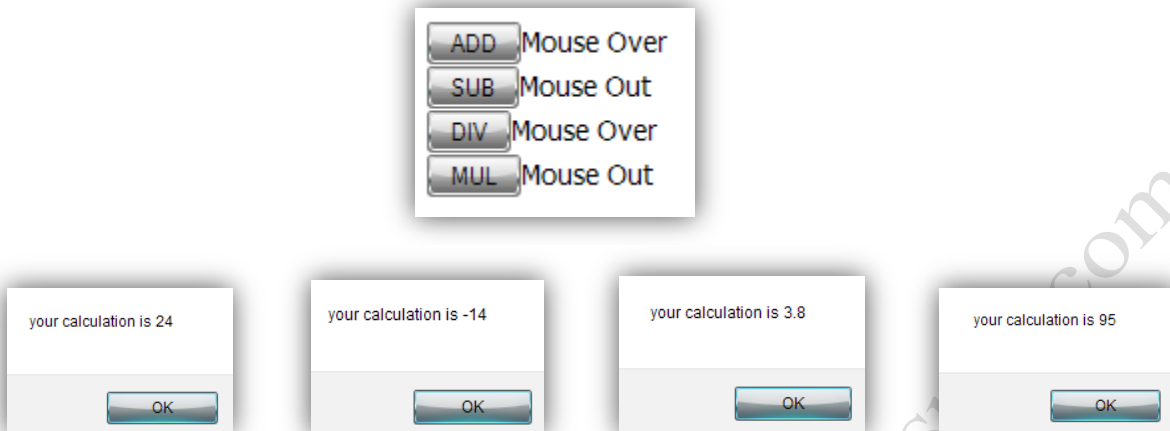 ADD Mouse Over
SUB Mouse Out
DIV Mouse Over
MUL Mouse Out
your calculation is 24
OK
your calculation is -14
OK
your calculation is 3.8
OK
your calculation is 95
OK